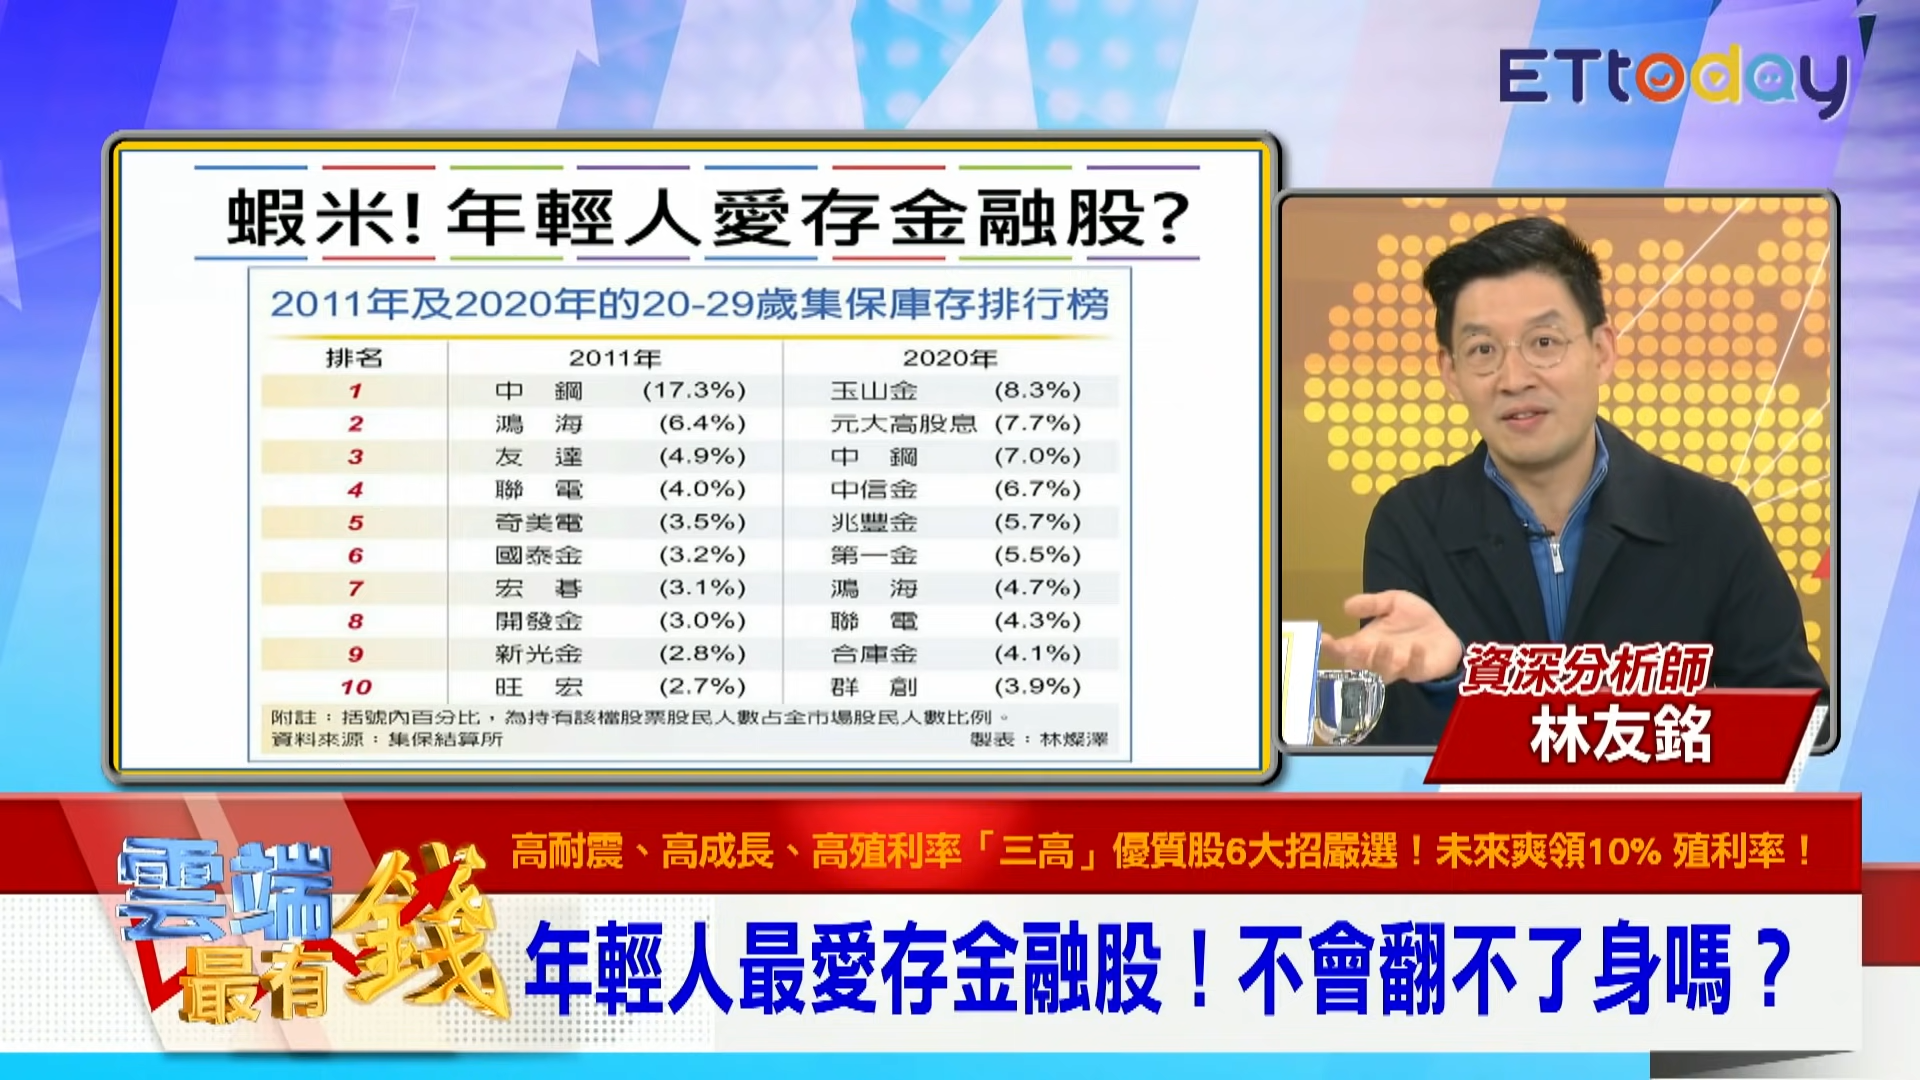 ETtoday
蝦米!年輕人愛存金融股?
2011年及2020年的20-29歲集保庫存排行榜
排名 2011年 2020年
1 中鋼 (17.3%) 玉山金 (8.3%)
2 鴻海 (6.4%) 元大高股息 (7.7%)
3 友達 (4.9%) 中鋼 (7.0%)
4 聯電 (4.0%) 中信金 (6.7%)
5 奇美電 (3.5%) 兆豐金 (5.7%)
6 國泰金 (3.2%) 第一金 (5.5%)
7 宏碁 (3.1%) 鴻海 (4.7%)
8 開發金 (3.0%) 聯電 (4.3%)
9 新光金 (2.8%) 合庫金 (4.1%)
10 旺宏 (2.7%) 群創 (3.9%)
附註：括號內百分比，為持有該檔股票股民人數占全市場股民人數比例。
資料來源：集保結算所 製表：林燦澤
資深分析師
林友銘
雲端最有錢
高耐震、高成長、高殖利率「三高」優質股6大招嚴選！未來爽領10% 殖利率！
年輕人最愛存金融股！不會翻不了身嗎？